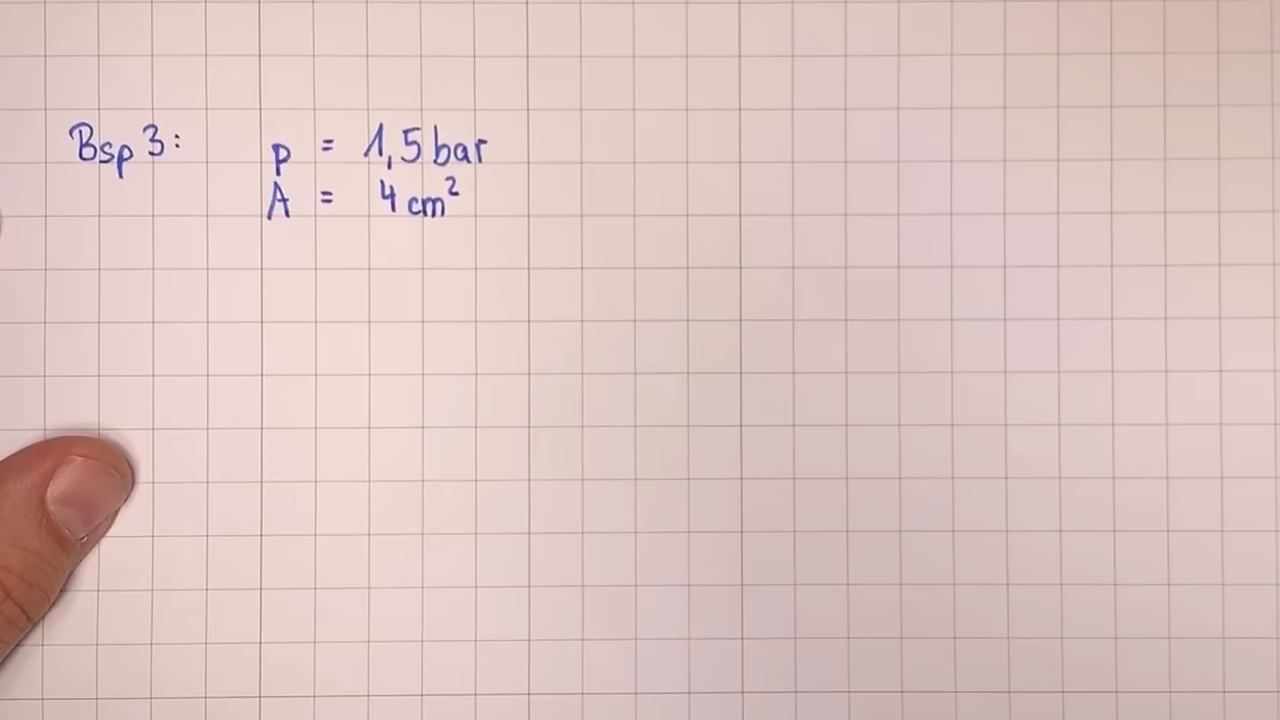 Bsp 3: p = 1,5 bar
A = 4 cm²